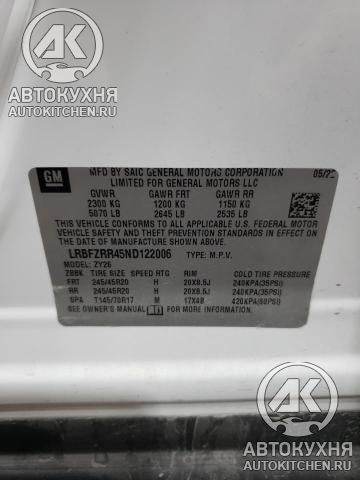 АК
АВТОКУХНЯ
AUTOKITCHEN.RU
GM
MFD BY SAIC GENERAL MOTORS CORPORATION
LIMITED FOR GENERAL MOTORS LLC
05/22
GVWR GAWR FRT GAWR RR
2300 KG 1200 KG 1150 KG
5070 LB 2645 LB 2535 LB
THIS VEHICLE CONFORMS TO ALL APPLICABLE U.S. FEDERAL MOTOR
VEHICLE SAFETY, BUMPER, AND THEFT PREVENTION STANDARDS IN
EFFECT ON THE DATE OF MANUFACTURE SHOWN ABOVE.
LRBFZRR45ND122006 TYPE: M.P.V.
MODEL: ZY26
ZBBK TIRE SIZE SPEED RTG RIM
FRT 245/45R20 H 20X8.5J 240KPA(35PSI)
RR 245/45R20 H 20X8.5J 240KPA(35PSI)
SPA T145/70R17 M 17X4B 420KPA(60PSI)
SEE OWNER'S MANUAL FOR MORE INFORMATION.
АК
АВТОКУХНЯ
AUTOKITCHEN.RU